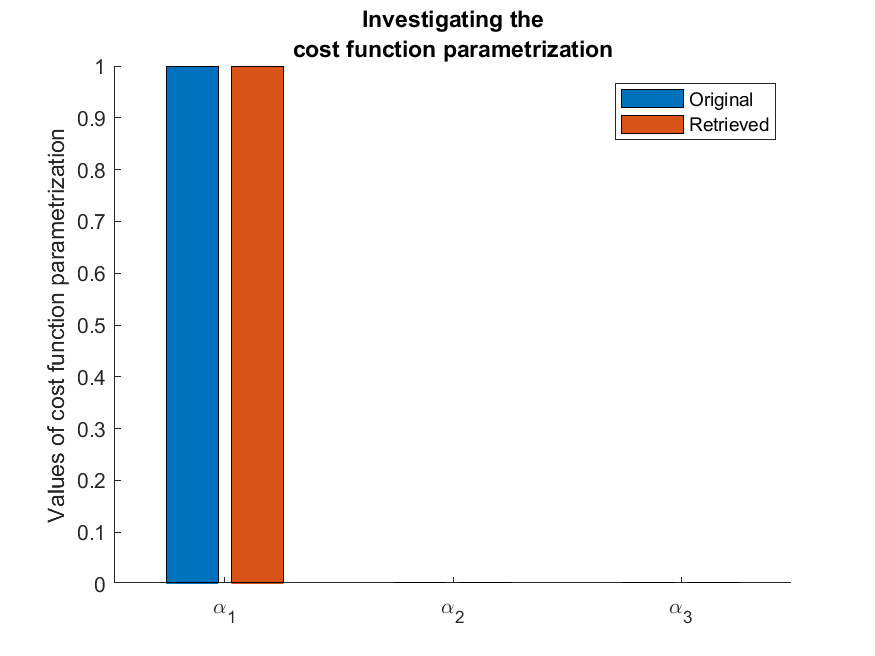 Investigating the
cost function parametrization
Original
Retrieved
Values of cost function parametrization
1
0.9
0.8
0.7
0.6
0.5
0.4
0.3
0.2
0.1
0
α₁
α₂
α₃